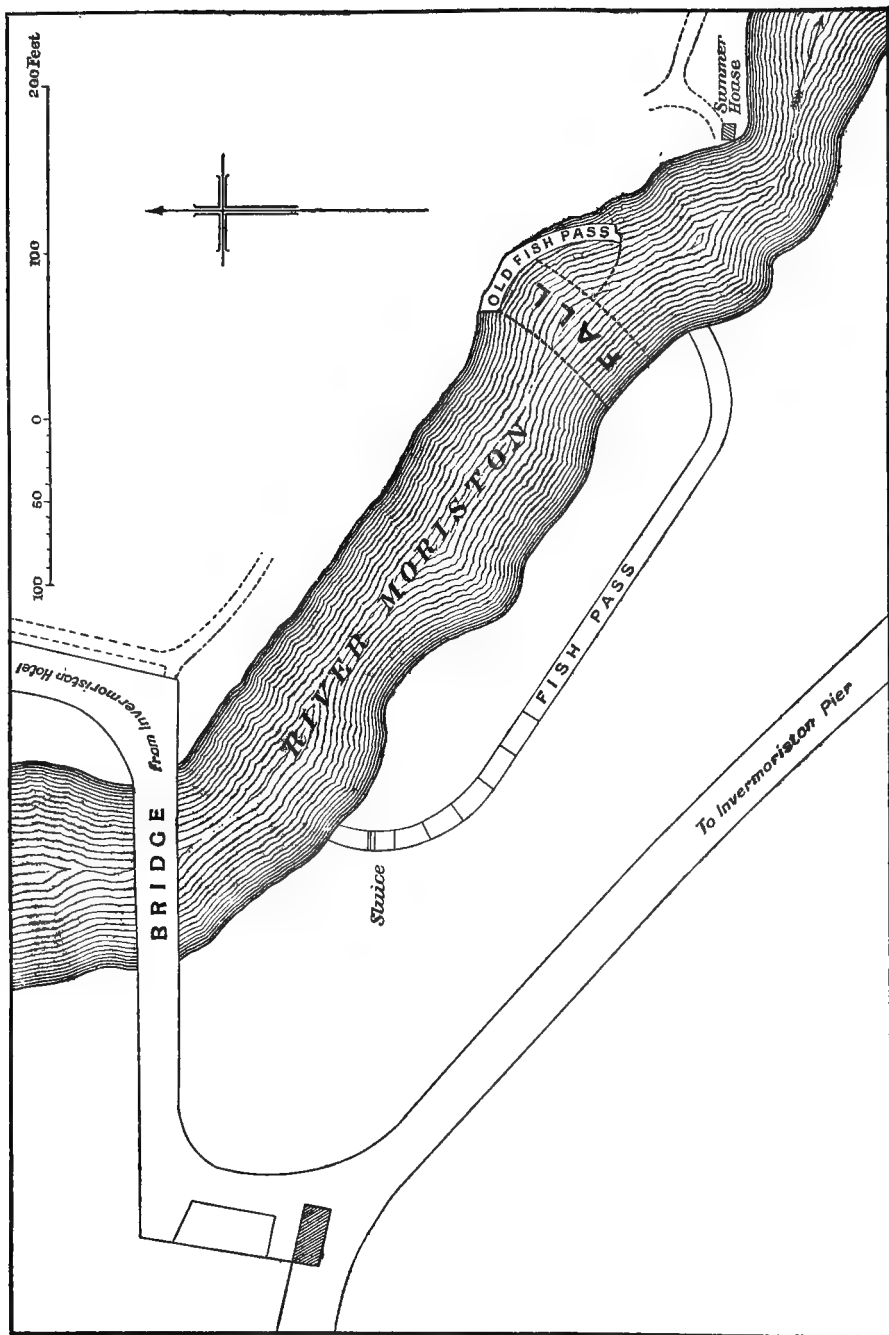 200 Feet
100
0
50
100
from Invermoriston Hotel
BRIDGE
RIVER MORISTON
FALL
OLD FISH PASS
Summer
House
Sluice
FISH PASS
To Invermoriston Pier